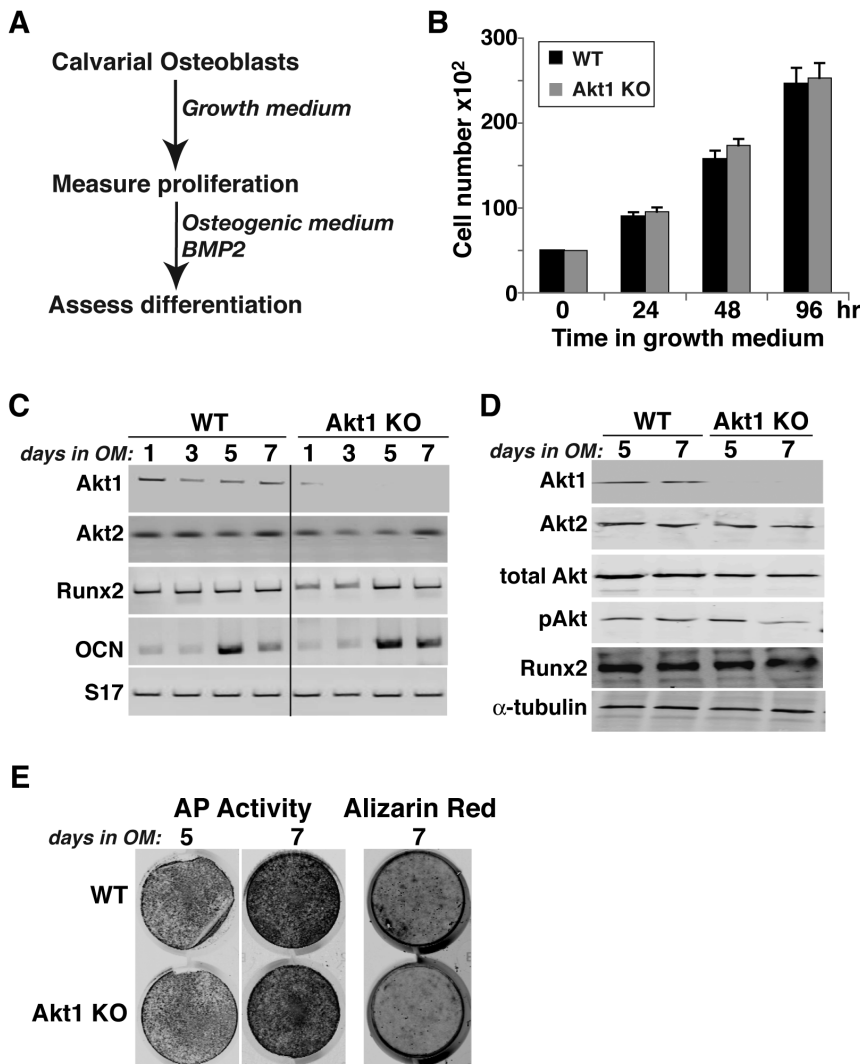 A
Calvarial Osteoblasts
Growth medium
Measure proliferation
Osteogenic medium
BMP2
Assess differentiation
B
Cell number x10²
300
200
100
0
WT
Akt1 KO
0 24 48 96 hr
Time in growth medium
C
WT Akt1 KO
days in OM: 1 3 5 7 1 3 5 7
Akt1
Akt2
Runx2
OCN
S17
D
WT Akt1 KO
days in OM: 5 7 5 7
Akt1
Akt2
total Akt
pAkt
Runx2
α-tubulin
E
AP Activity Alizarin Red
days in OM: 5 7 7
WT
Akt1 KO